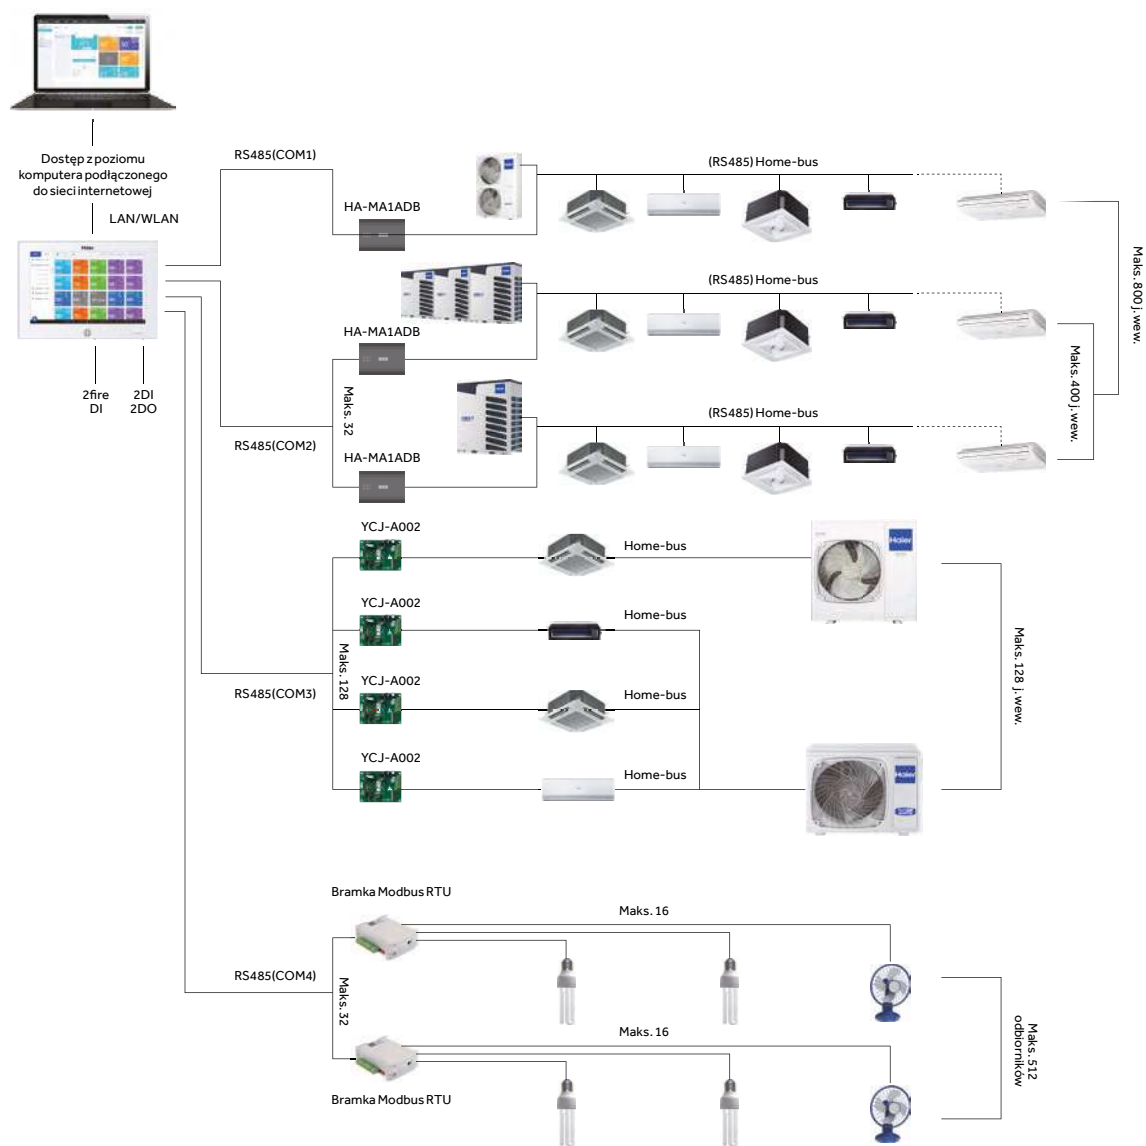 Dostęp z poziomu
komputera podłączonego
do sieci internetowej
LAN/WLAN
Haier
2fire
DI
2DI
2DO
RS485(COM1)
HA-MA1ADB
(RS485) Home-bus
(RS485) Home-bus
HA-MA1ADB
Maks. 32
RS485(COM2)
(RS485) Home-bus
HA-MA1ADB
Maks. 800 j. wew.
Maks. 400 j. wew.
YCJ-A002
Home-bus
Haier
YCJ-A002
Home-bus
Maks. 128
RS485(COM3)
YCJ-A002
Home-bus
YCJ-A002
Home-bus
Haier
Maks. 128 j. wew.
Bramka Modbus RTU
Maks. 16
RS485(COM4)
Maks. 32
Maks. 16
Bramka Modbus RTU
Maks. 512
odbiorników